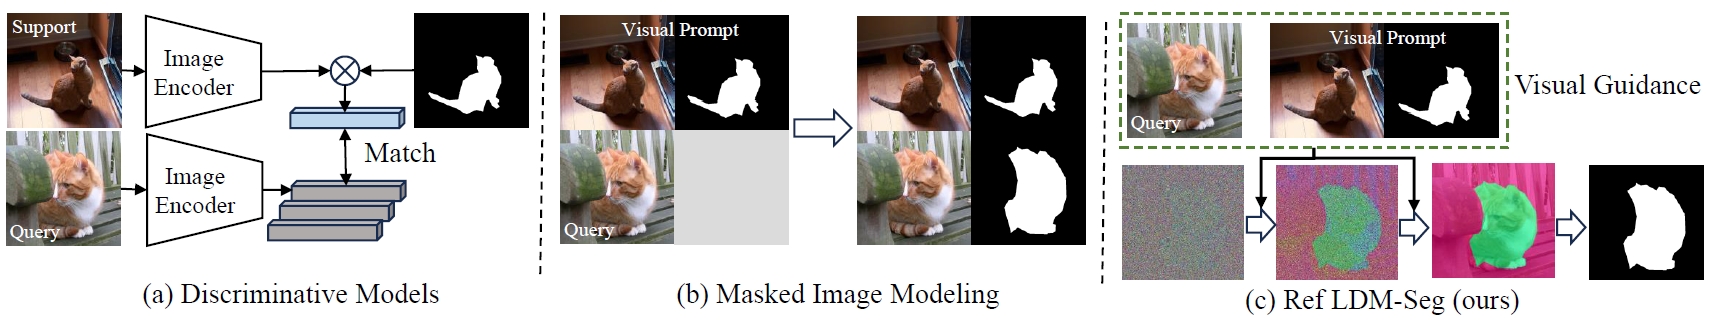 Support
Image
Encoder
Match
Image
Encoder
Query
(a) Discriminative Models
Visual Prompt
Query
(b) Masked Image Modeling
Visual Prompt
Query
Visual Guidance
(c) Ref LDM-Seg (ours)